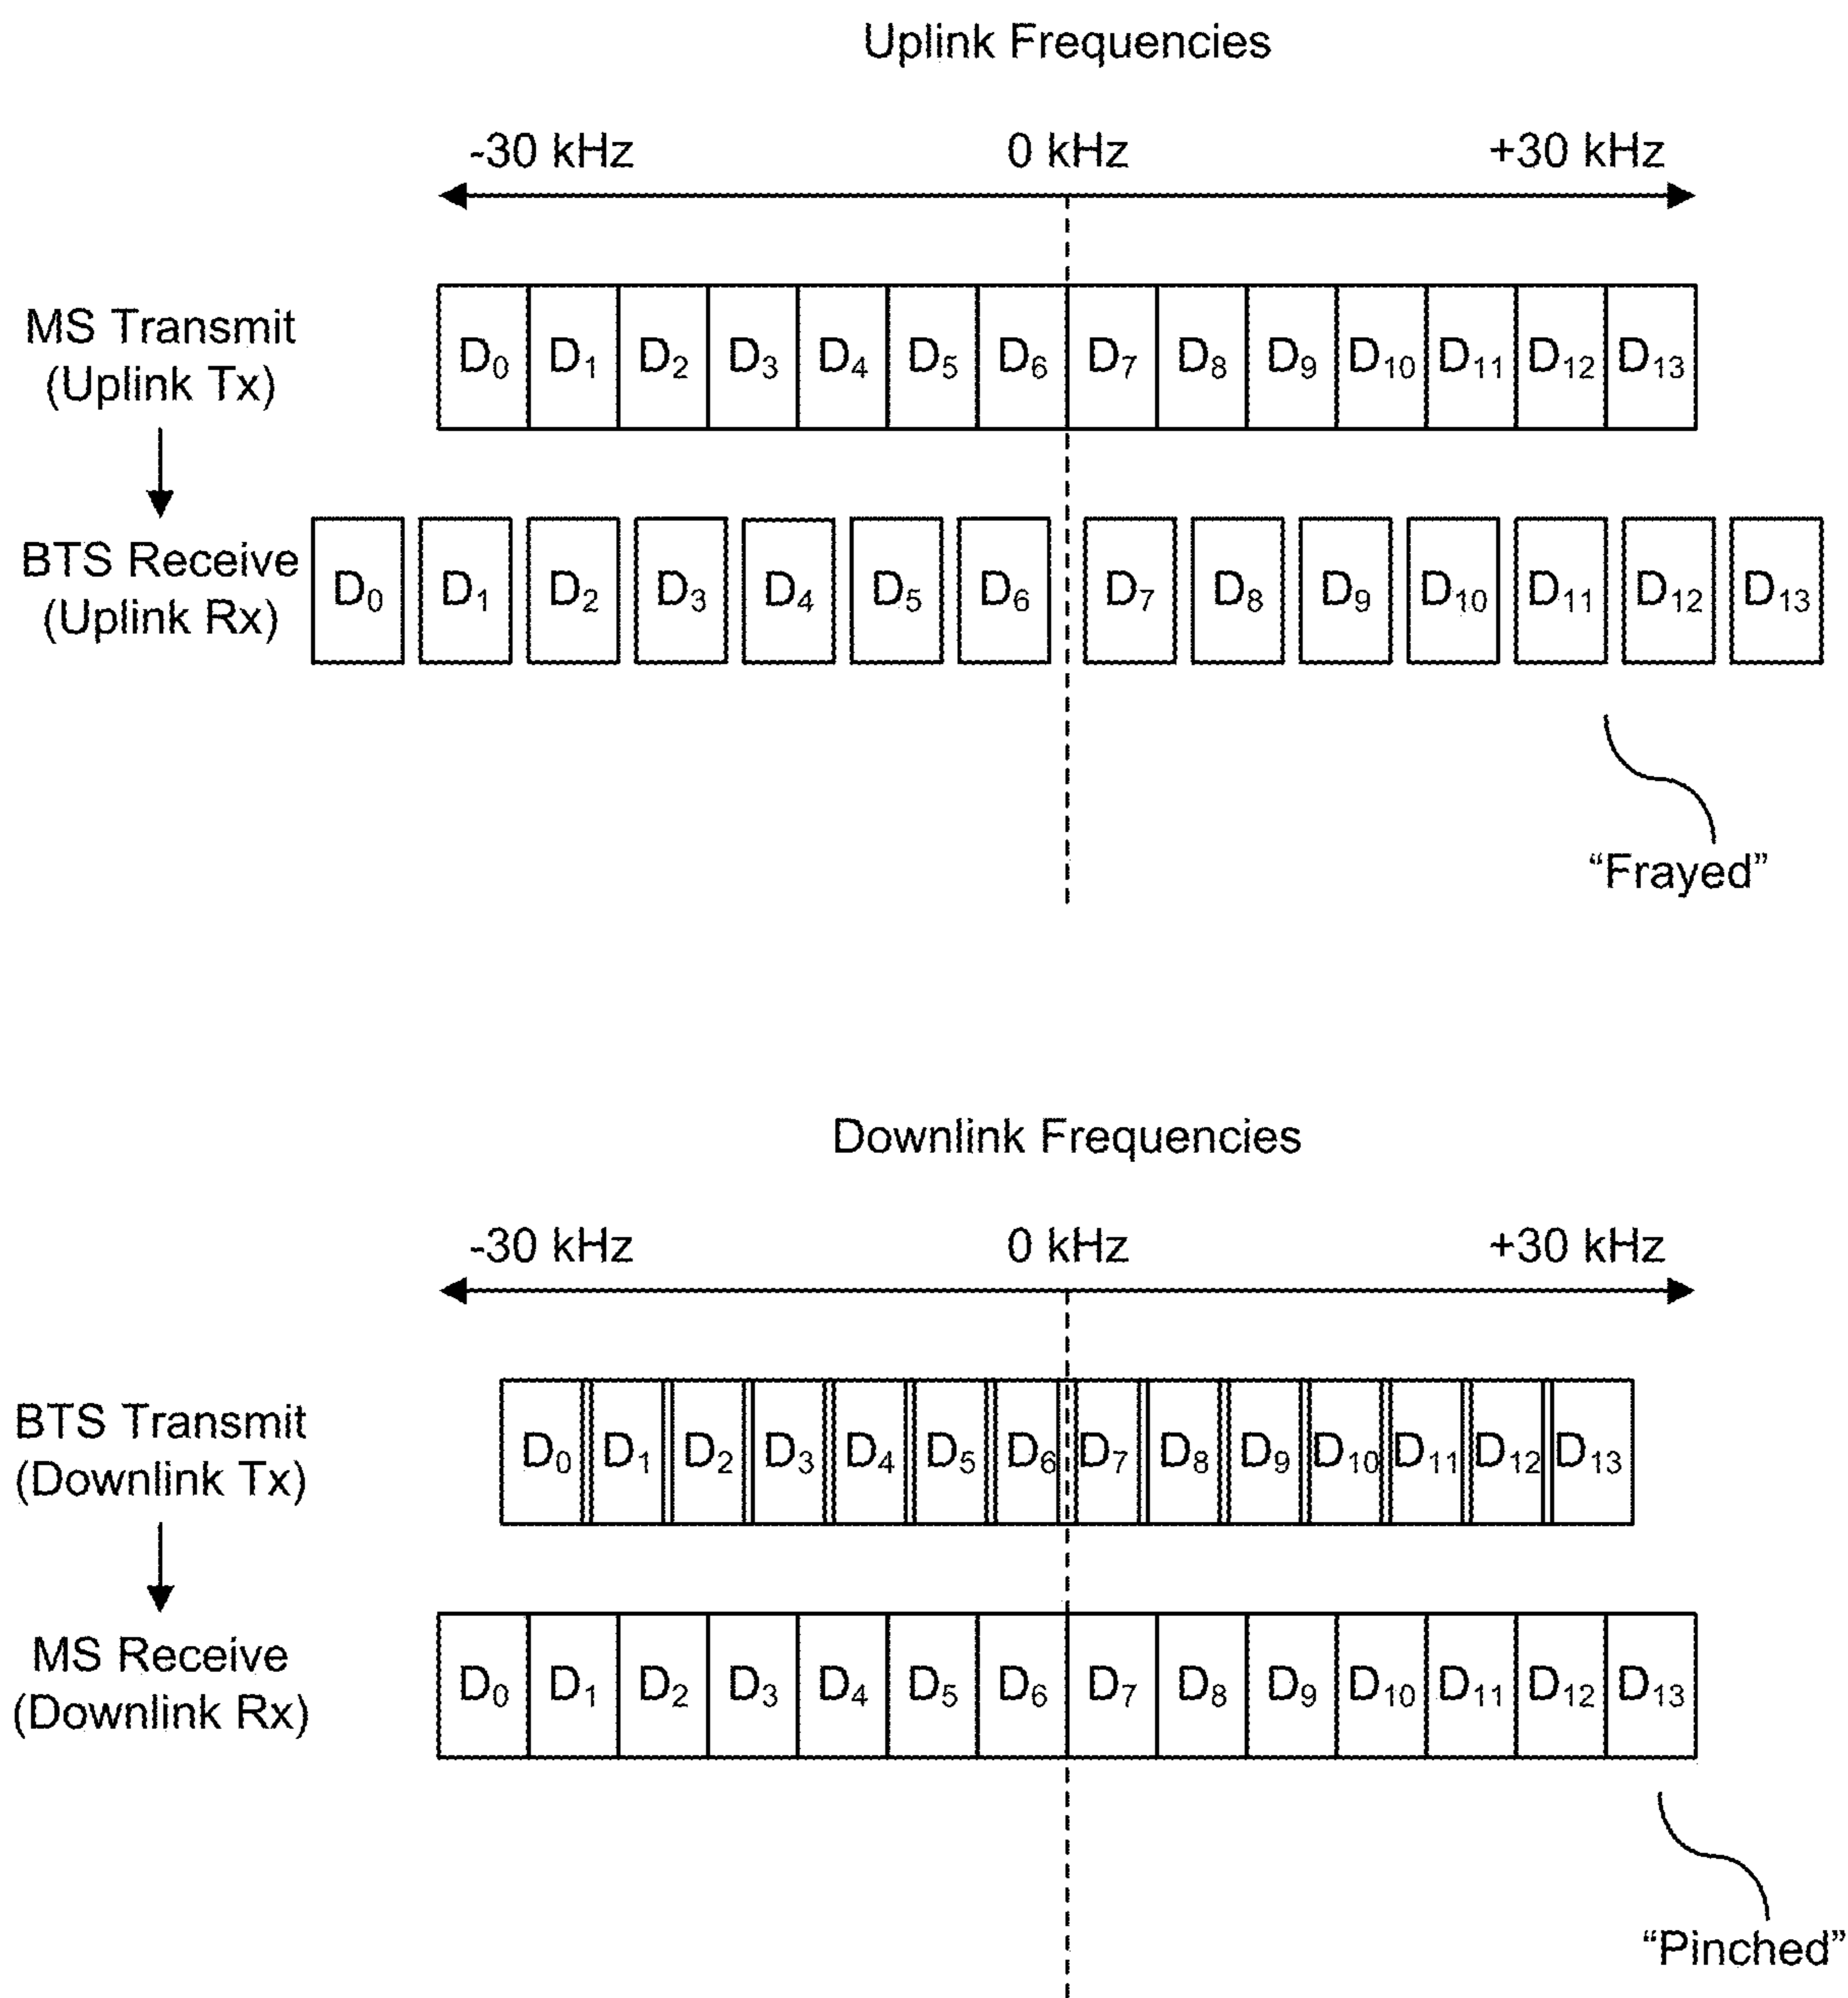 Uplink Frequencies
-30 kHz 0 kHz +30 kHz
MS Transmit
(Uplink Tx)
D₀ D₁ D₂ D₃ D₄ D₅ D₆ D₇ D₈ D₉ D₁₀ D₁₁ D₁₂ D₁₃
BTS Receive
(Uplink Rx)
D₀ D₁ D₂ D₃ D₄ D₅ D₆ D₇ D₈ D₉ D₁₀ D₁₁ D₁₂ D₁₃
“Frayed”
Downlink Frequencies
-30 kHz 0 kHz +30 kHz
BTS Transmit
(Downlink Tx)
D₀ D₁ D₂ D₃ D₄ D₅ D₆ D₇ D₈ D₉ D₁₀ D₁₁ D₁₂ D₁₃
MS Receive
(Downlink Rx)
D₀ D₁ D₂ D₃ D₄ D₅ D₆ D₇ D₈ D₉ D₁₀ D₁₁ D₁₂ D₁₃
“Pinched”